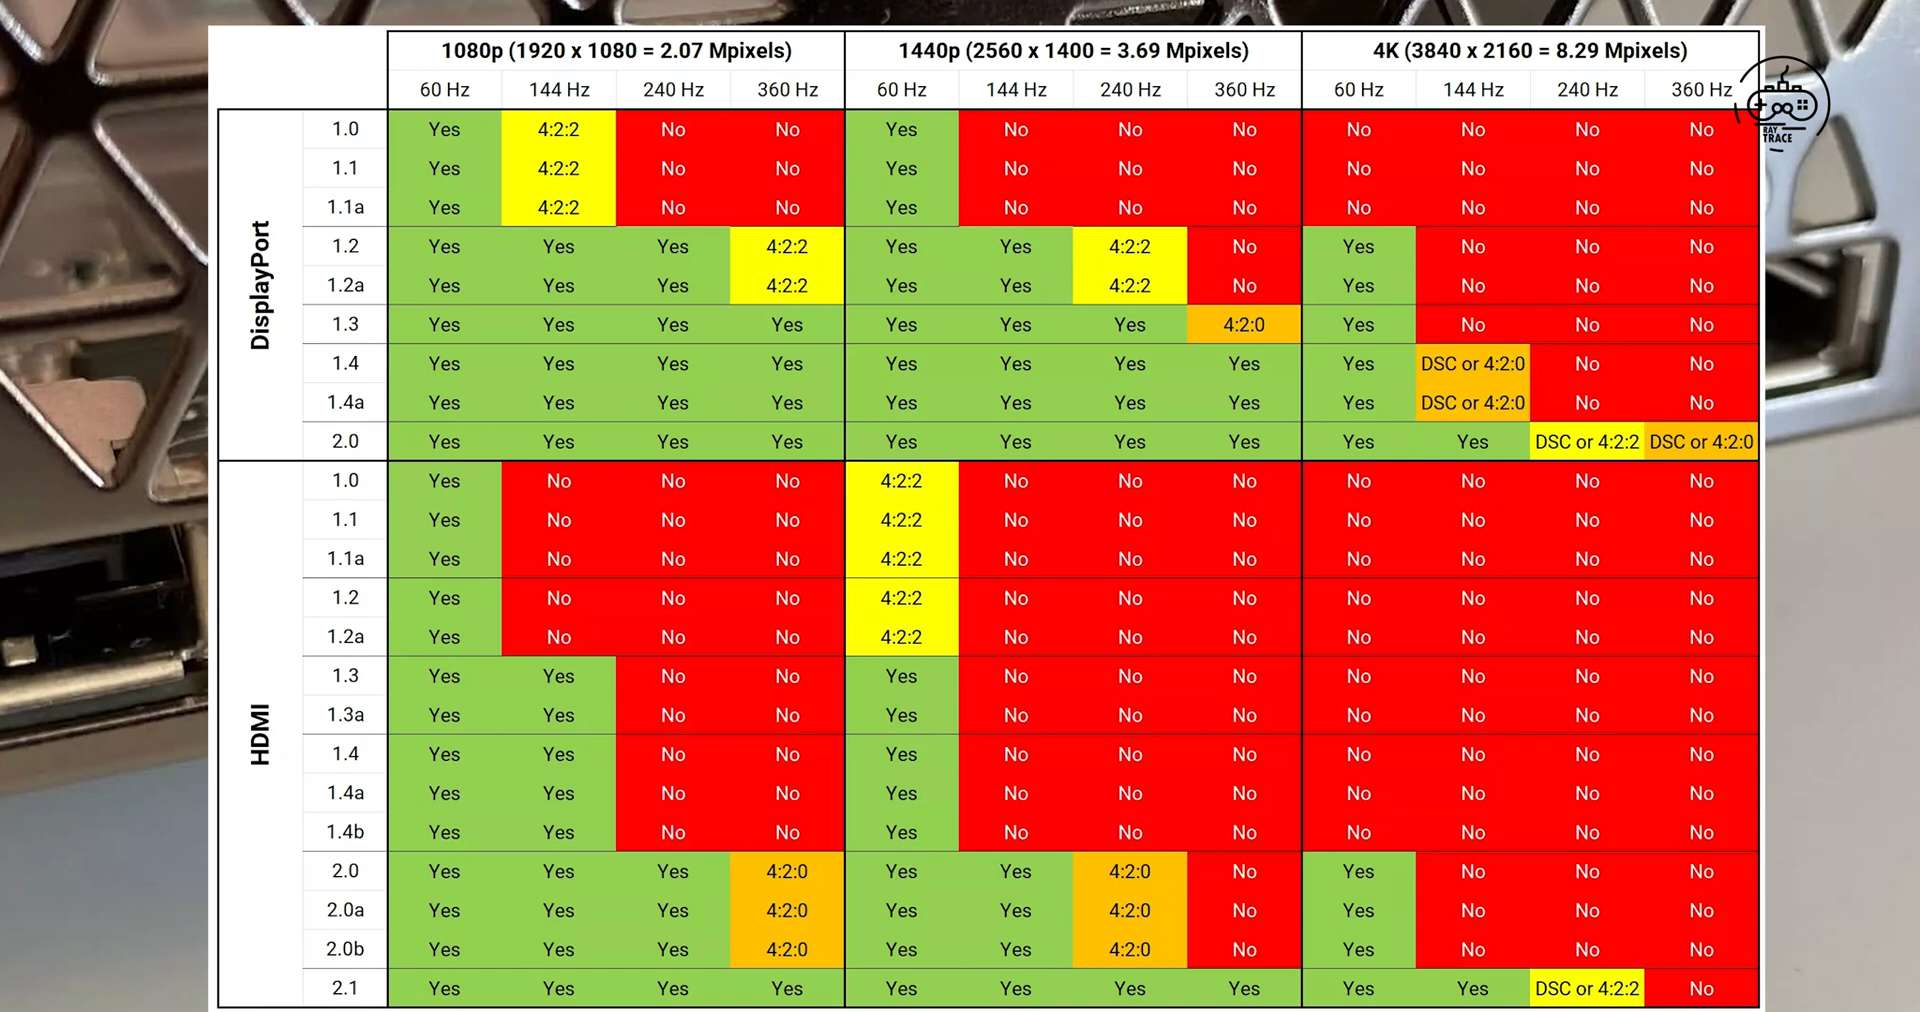 1080p (1920 x 1080 = 2.07 Mpixels) 1440p (2560 x 1400 = 3.69 Mpixels) 4K (3840 x 2160 = 8.29 Mpixels)
60 Hz 144 Hz 240 Hz 360 Hz 60 Hz 144 Hz 240 Hz 360 Hz 60 Hz 144 Hz 240 Hz 360 Hz
RAY
TRACE
DisplayPort
1.0 Yes 4:2:2 No No Yes No No No No No No No
1.1 Yes 4:2:2 No No Yes No No No No No No No
1.1a Yes 4:2:2 No No Yes No No No No No No No
1.2 Yes Yes Yes 4:2:2 Yes Yes 4:2:2 No Yes No No No
1.2a Yes Yes Yes 4:2:2 Yes Yes 4:2:2 No Yes No No No
1.3 Yes Yes Yes Yes Yes Yes Yes 4:2:0 Yes No No No
1.4 Yes Yes Yes Yes Yes Yes Yes Yes Yes DSC or 4:2:0 No No
1.4a Yes Yes Yes Yes Yes Yes Yes Yes Yes DSC or 4:2:0 No No
2.0 Yes Yes Yes Yes Yes Yes Yes Yes Yes Yes DSC or 4:2:2 DSC or 4:2:0
HDMI
1.0 Yes No No No 4:2:2 No No No No No No No
1.1 Yes No No No 4:2:2 No No No No No No No
1.1a Yes No No No 4:2:2 No No No No No No No
1.2 Yes No No No 4:2:2 No No No No No No No
1.2a Yes No No No 4:2:2 No No No No No No No
1.3 Yes Yes No No Yes No No No No No No No
1.3a Yes Yes No No Yes No No No No No No No
1.4 Yes Yes No No Yes No No No No No No No
1.4a Yes Yes No No Yes No No No No No No No
1.4b Yes Yes No No Yes No No No No No No No
2.0 Yes Yes Yes 4:2:0 Yes Yes 4:2:0 No Yes No No No
2.0a Yes Yes Yes 4:2:0 Yes Yes 4:2:0 No Yes No No No
2.0b Yes Yes Yes 4:2:0 Yes Yes 4:2:0 No Yes No No No
2.1 Yes Yes Yes Yes Yes Yes Yes Yes Yes Yes DSC or 4:2:2 No